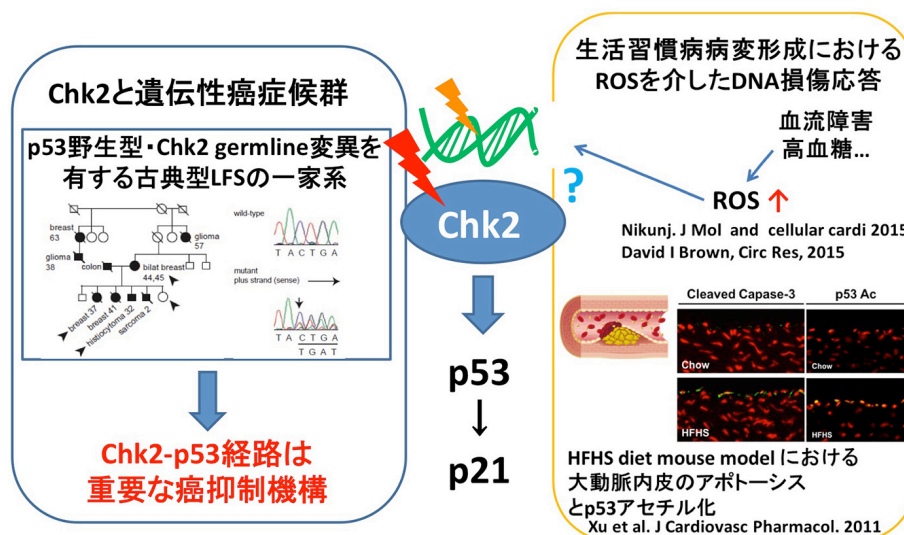 Chk2と遺伝性癌症候群
p53野生型・Chk2 germline変異を
有する古典型LFSの一家系
breast
63
glioma
57
glioma
38
colon
bilat breast
44,45
breast 37
breast 41
histiocytoma 32
sarcoma 2
wild-type
T A C T G A
mutant
plus strand (sense)
T A C T G A
T G A T
Chk2-p53経路は
重要な癌抑制機構
Chk2
?
p53
p21
生活習慣病病変形成における
ROSを介したDNA損傷応答
血流障害
高血糖...
ROS
Nikunj. J Mol and cellular cardi 2015
David I Brown, Circ Res, 2015
Cleaved Capase-3
p53 Ac
Chow
Chow
HFHS
HFHS
HFHS diet mouse model における
大動脈内皮のアポトーシス
とp53アセチル化
Xu et al. J Cardiovasc Pharmacol. 2011